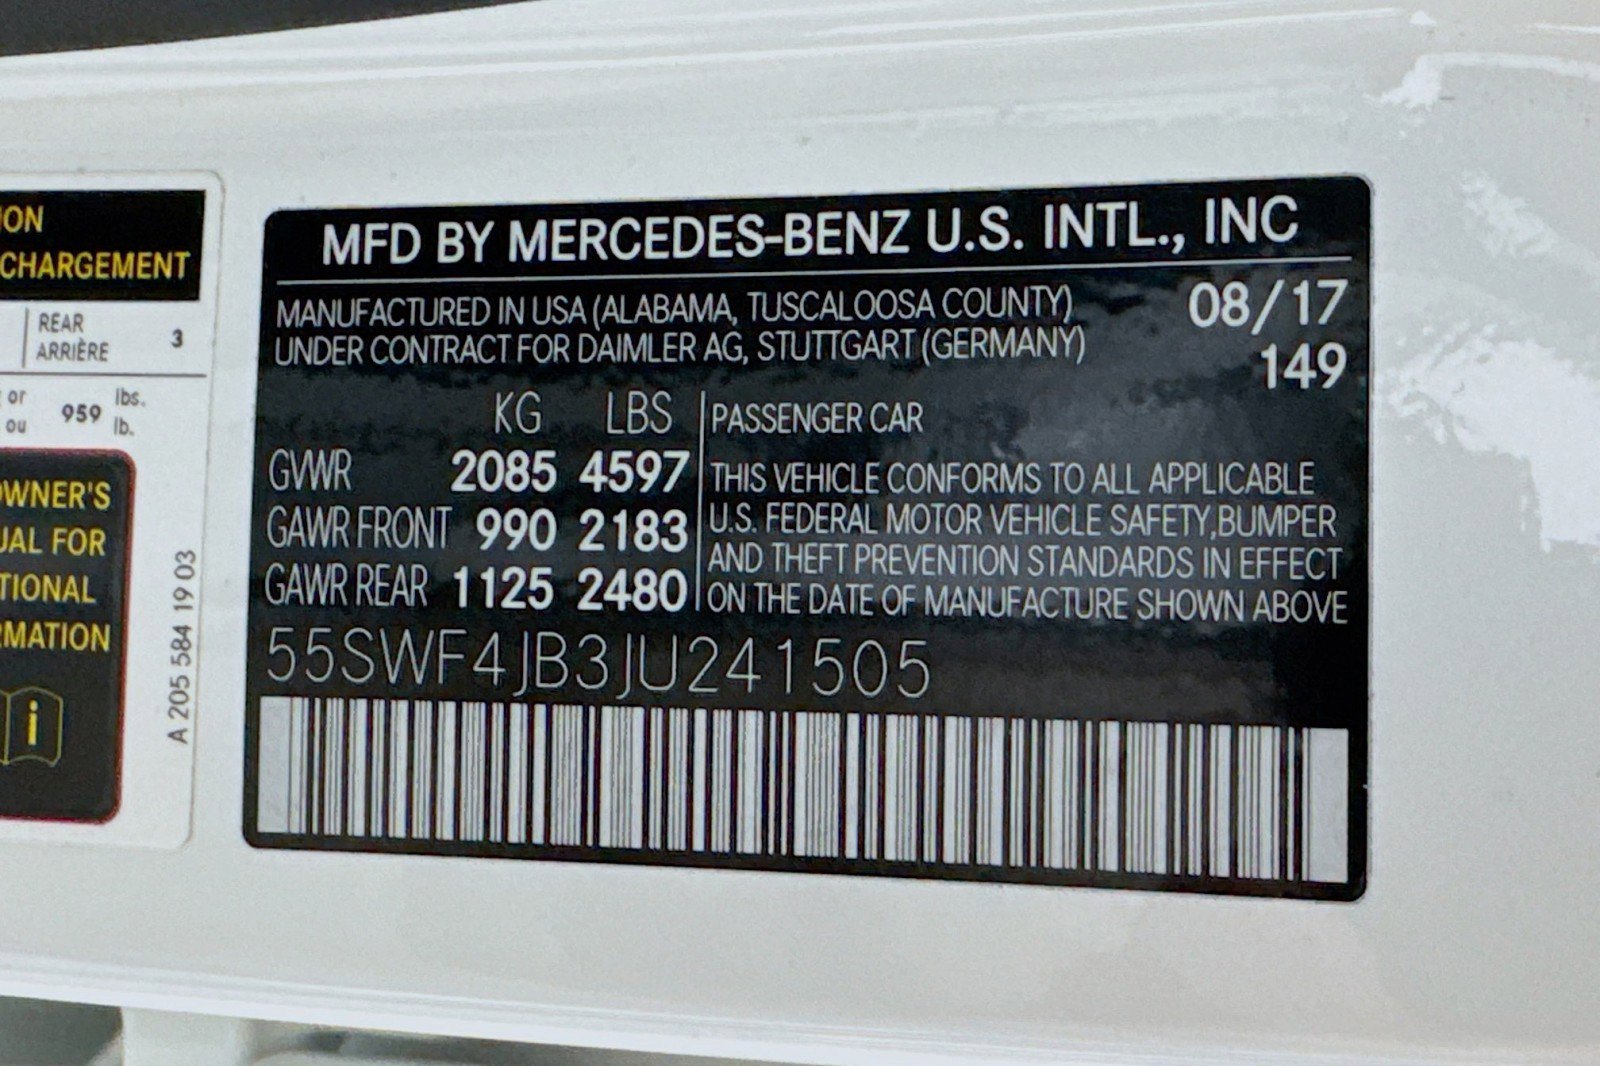 ION
CHARGEMENT
REAR
ARRIÈRE
3
or
ou
959
lbs.
lb.
OWNER'S
UAL FOR
TIONAL
RMATION
i
A 205 584 19 03
MFD BY MERCEDES-BENZ U.S. INTL., INC
MANUFACTURED IN USA (ALABAMA, TUSCALOOSA COUNTY) 08/17
UNDER CONTRACT FOR DAIMLER AG, STUTTGART (GERMANY) 149
KG LBS
GVWR 2085 4597
GAWR FRONT 990 2183
GAWR REAR 1125 2480
PASSENGER CAR
THIS VEHICLE CONFORMS TO ALL APPLICABLE
U.S. FEDERAL MOTOR VEHICLE SAFETY,BUMPER
AND THEFT PREVENTION STANDARDS IN EFFECT
ON THE DATE OF MANUFACTURE SHOWN ABOVE
55SWF4JB3JU241505